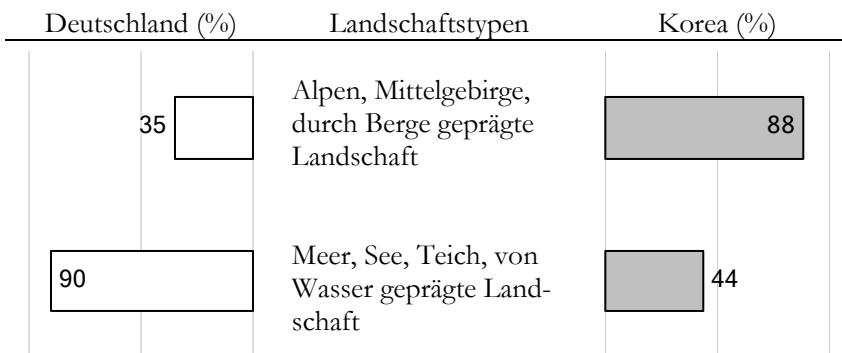 Deutschland (%) Landschaftstypen Korea (%)
35
Alpen, Mittelgebirge,
durch Berge geprägte
Landschaft
88
90
Meer, See, Teich, von
Wasser geprägte Land-
schaft
44